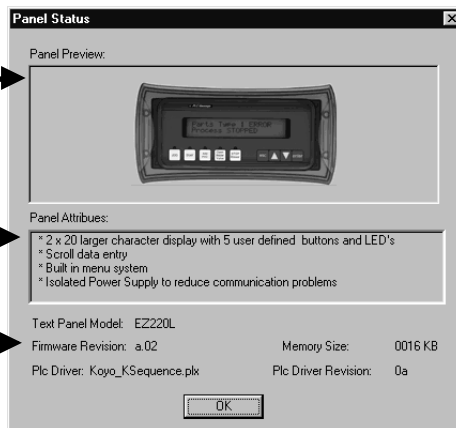 Panel Status
Panel Preview:
Parts Type 1 ERROR
Process STOPPED
Panel Attribues:
* 2 x 20 larger character display with 5 user defined buttons and LED's
* Scroll data entry
* Built in menu system
* Isolated Power Supply to reduce communication problems
Text Panel Model: EZ220L
Firmware Revision: a.02 Memory Size: 0016 KB
Plc Driver: Koyo_KSequence.plx Plc Driver Revision: 0a
OK